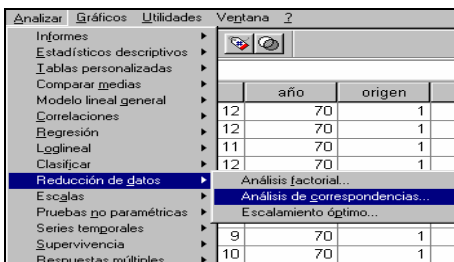 Analizar Gráficos Utilidades Ventana ?
Informes
Estadísticos descriptivos
Tablas personalizadas
Comparar medias
Modelo lineal general
Correlaciones
Regresión
Loglineal
Clasificar
Reducción de datos
Escalas
Pruebas no paramétricas
Series temporales
Supervivencia
Respuestas múltiples
año origen
12 70 1
12 70 1
11 70 1
12 70 1
Análisis factorial...
Análisis de correspondencias...
Escalamiento óptimo...
9 70 1
10 70 1